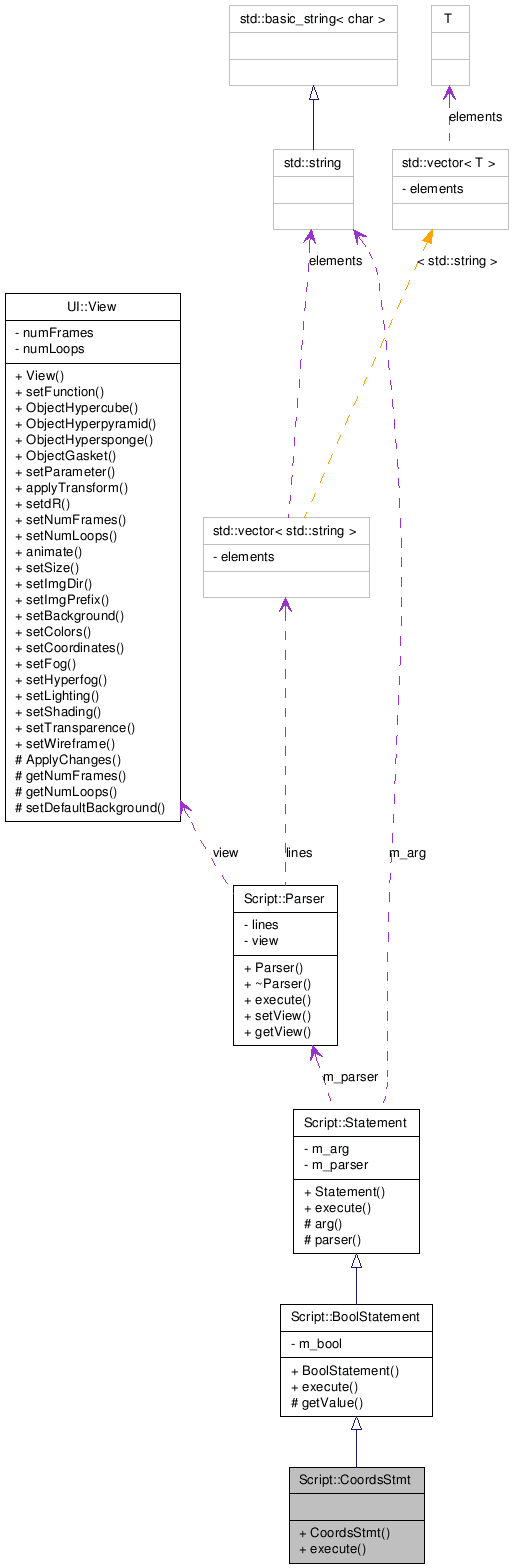 std::basic_string< char >
T
elements
std::string
std::vector< T >
- elements
elements
< std::string >
UI::View
- numFrames
- numLoops
+ View()
+ setFunction()
+ ObjectHypercube()
+ ObjectHyperpyramid()
+ ObjectHypersponge()
+ ObjectGasket()
+ setParameter()
+ applyTransform()
+ setdR()
+ setNumFrames()
+ setNumLoops()
+ animate()
+ setSize()
+ setImgDir()
+ setImgPrefix()
+ setBackground()
+ setColors()
+ setCoordinates()
+ setFog()
+ setHyperfog()
+ setLighting()
+ setShading()
+ setTransparence()
+ setWireframe()
# ApplyChanges()
# getNumFrames()
# getNumLoops()
# setDefaultBackground()
std::vector< std::string >
- elements
view
lines
m_arg
Script::Parser
- lines
- view
+ Parser()
+ ~Parser()
+ execute()
+ setView()
+ getView()
m_parser
Script::Statement
- m_arg
- m_parser
+ Statement()
+ execute()
# arg()
# parser()
Script::BoolStatement
- m_bool
+ BoolStatement()
+ execute()
# getValue()
Script::CoordsStmt
+ CoordsStmt()
+ execute()